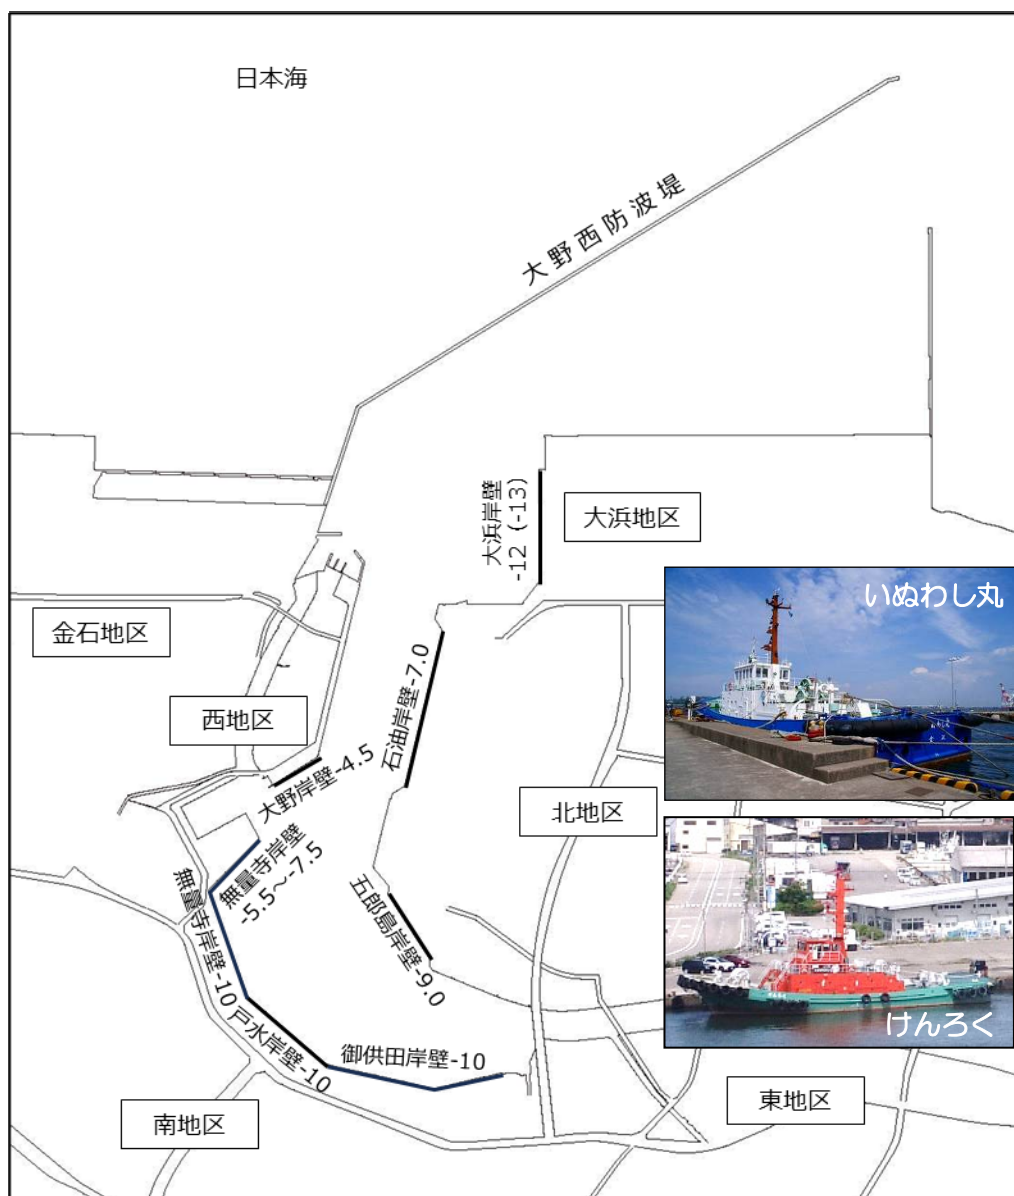 日本海
大野西防波堤
大浜岸壁
-12（-13）
大浜地区
いぬわし丸
金石地区
石油岸壁-7.0
西地区
大野岸壁-4.5
北地区
無量寺岸壁
-5.5～-7.5
無量寺岸壁-10
五郎島岸壁-9.0
戸水岸壁-10
御供田岸壁-10
けんろく
東地区
南地区